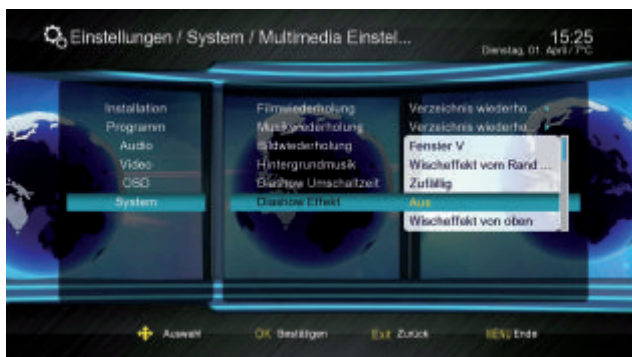 Einstellungen / System / Multimedia Einstel...
15:25
Dienstag, 01. April / 7°C
Installation
Programm
Audio
Video
OSD
System
Filmwiederholung
Musikwiederholung
Bildwiederholung
Hintergrundmusik
Diashow Umschaltzeit
Diashow Effekt
Verzeichnis wiederho...
Verzeichnis wiederho...
Fenster V
Wischeffekt vom Rand ...
Zufällig
Aus
Wischeffekt von oben
Auswahl
OK Bestätigen
Exit Zurück
MENU Ende